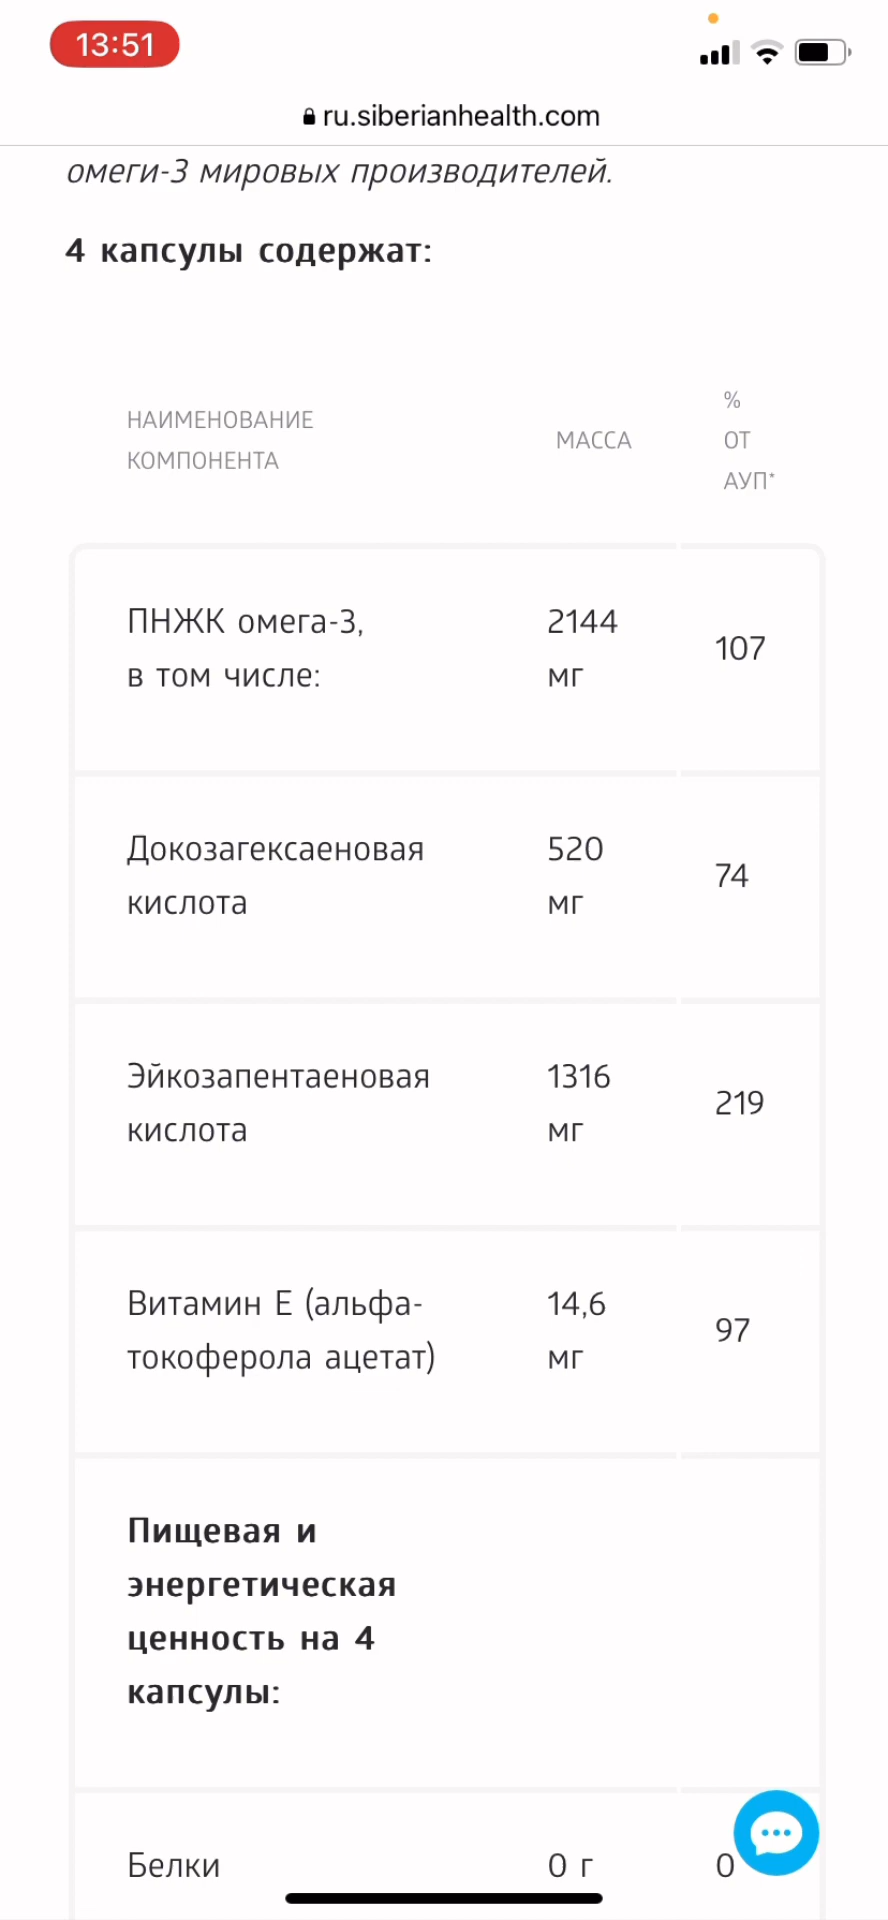 13:51
ru.siberianhealth.com
омеги-3 мировых производителей.
4 капсулы содержат:
НАИМЕНОВАНИЕ
КОМПОНЕНТА
МАССА
%
ОТ
АУП*
ПНЖК омега-3,
в том числе:
2144
мг
107
Докозагексаеновая
кислота
520
мг
74
Эйкозапентаеновая
кислота
1316
мг
219
Витамин Е (альфа-
токоферола ацетат)
14,6
мг
97
Пищевая и
энергетическая
ценность на 4
капсулы:
Белки
0 г
0